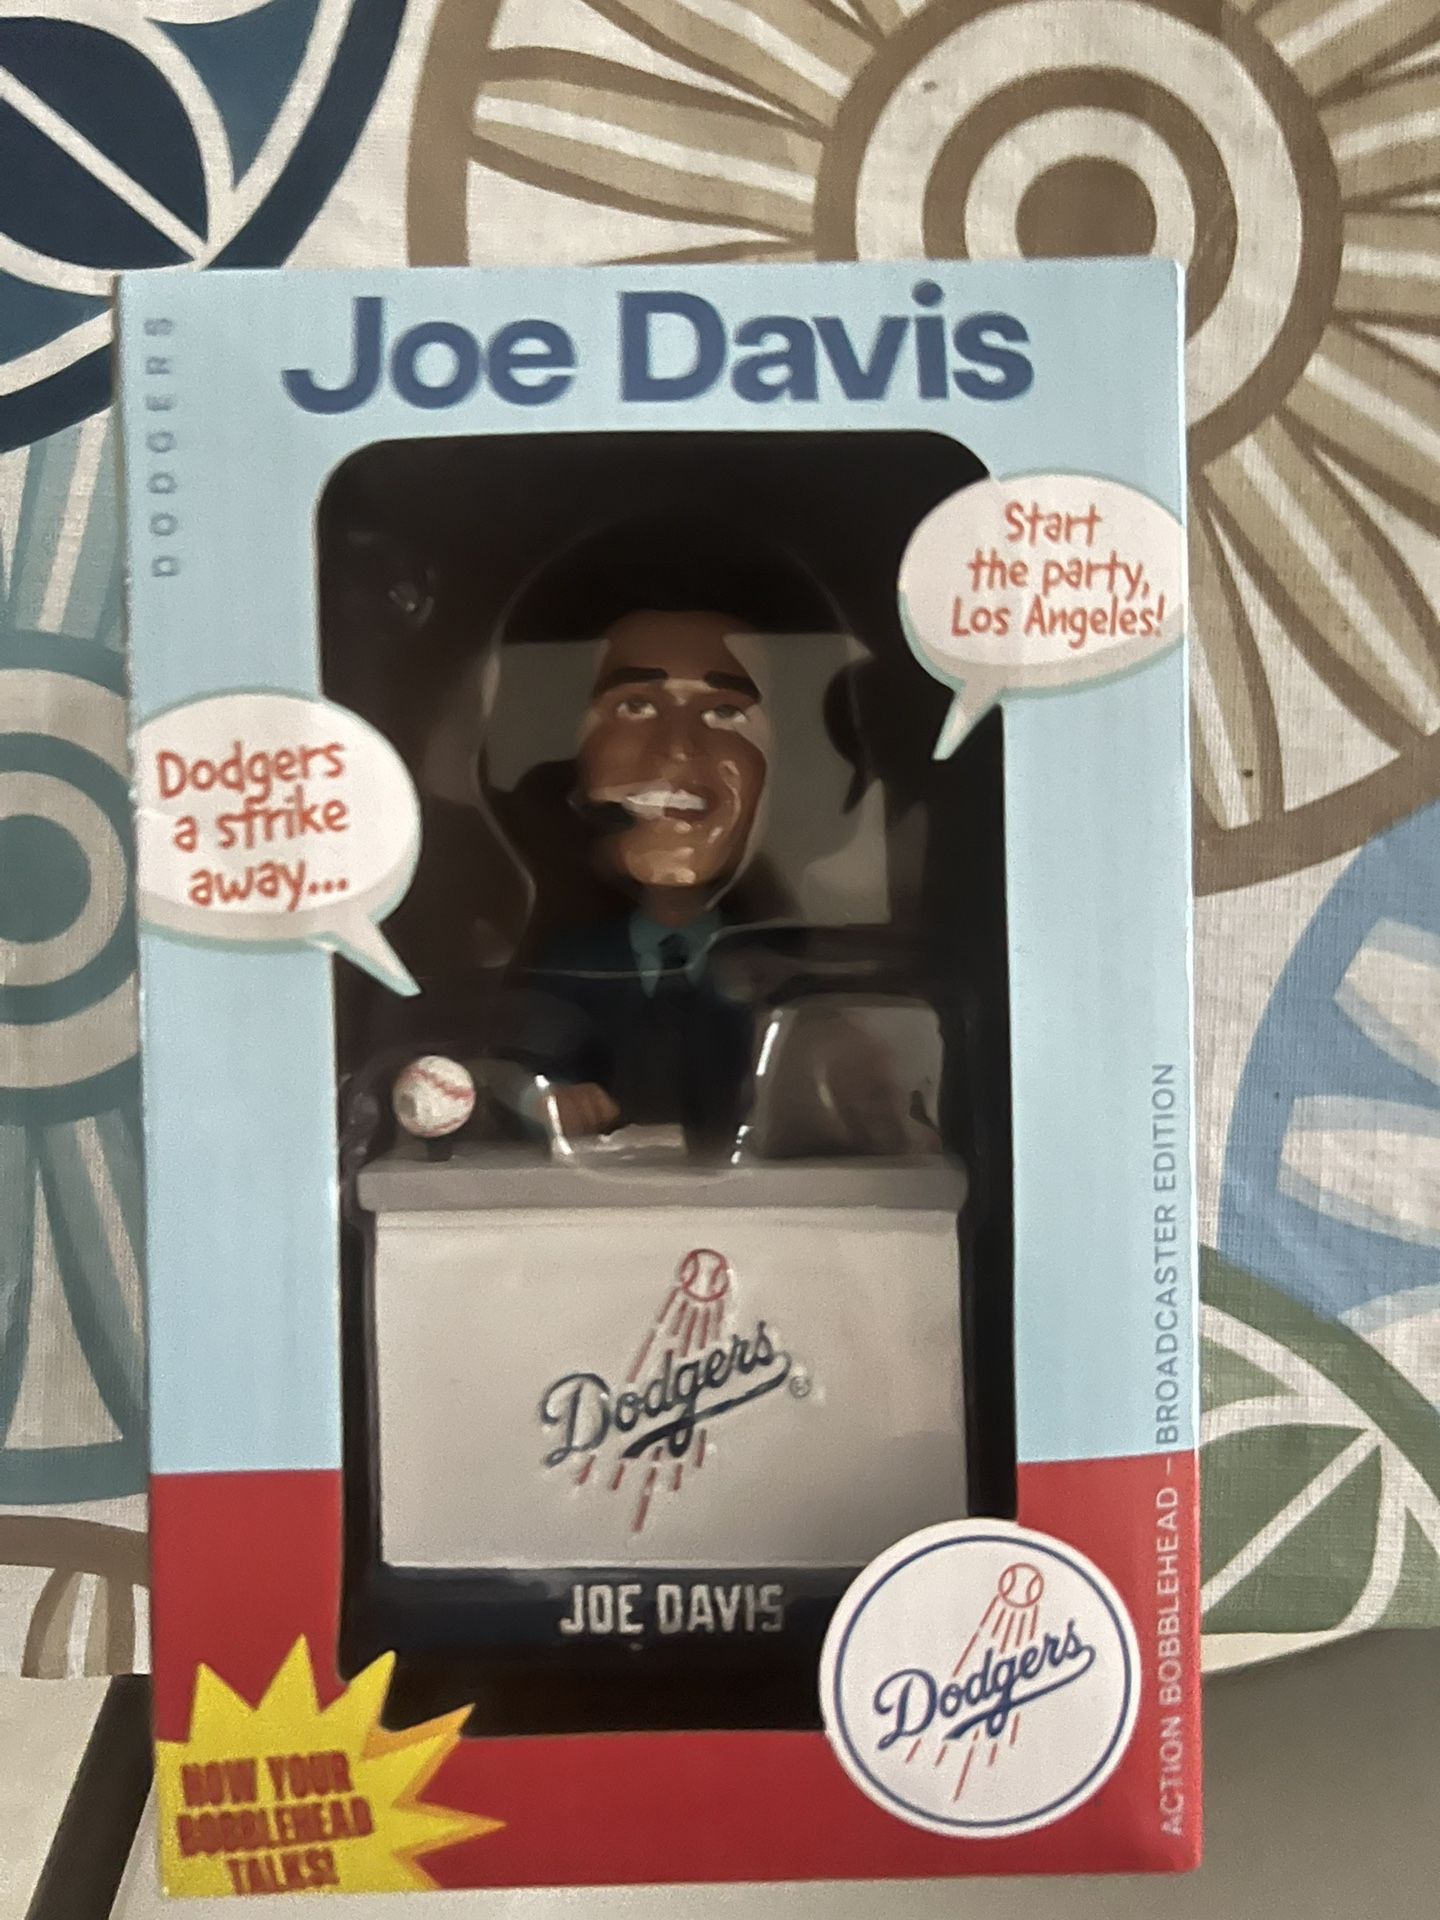 Joe Davis
DODGERS
Start
the party,
Los Angeles!
Dodgers
a strike
away...
Dodgers
®
JOE DAVIS
Dodgers
NOW YOUR
BOBBLEHEAD
TALKS!
ACTION BOBBLEHEAD – BROADCASTER EDITION